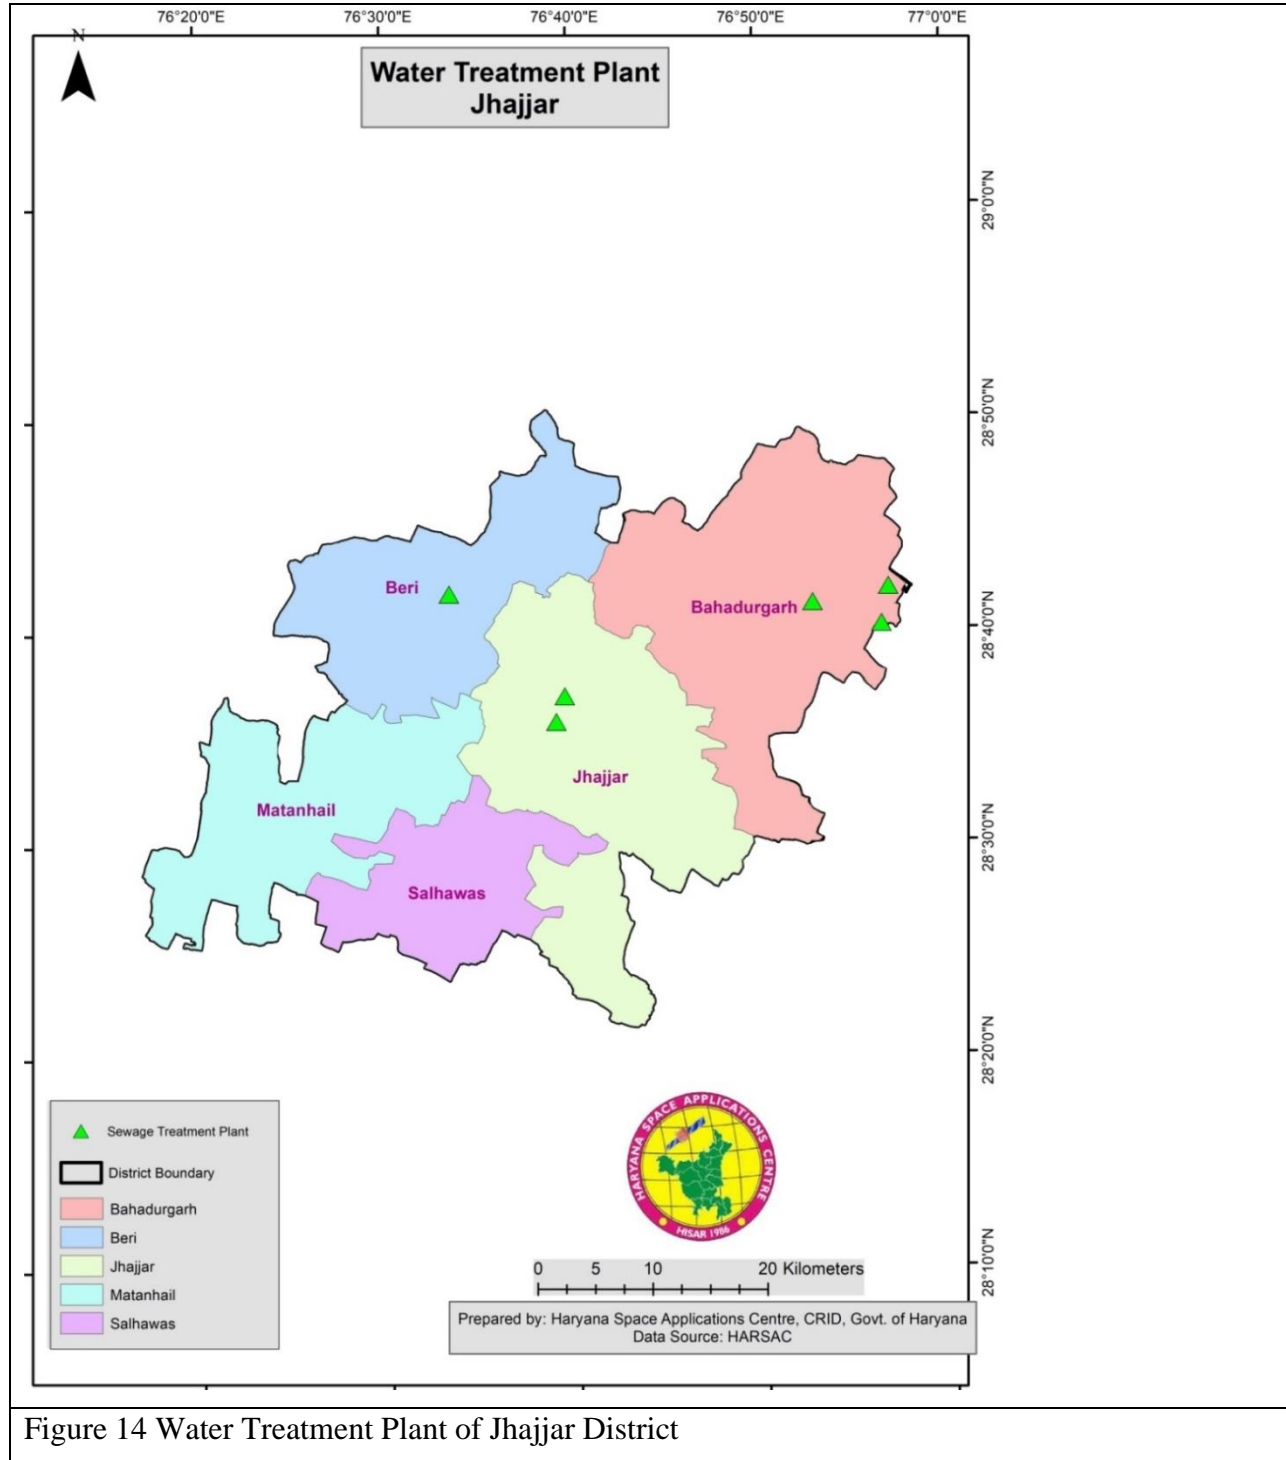 76°20'0"E
76°30'0"E
76°40'0"E
76°50'0"E
77°0'0"E
N
Water Treatment Plant
Jhajjar
29°0'0"N
28°50'0"N
28°40'0"N
28°30'0"N
28°20'0"N
28°10'0"N
Beri
Bahadurgarh
Jhajjar
Matanhail
Salhawas
Sewage Treatment Plant
District Boundary
Bahadurgarh
Beri
Jhajjar
Matanhail
Salhawas
HARYANA SPACE APPLICATIONS CENTRE
HISAR 1986
0 5 10 20 Kilometers
Prepared by: Haryana Space Applications Centre, CRID, Govt. of Haryana
Data Source: HARSAC
Figure 14 Water Treatment Plant of Jhajjar District